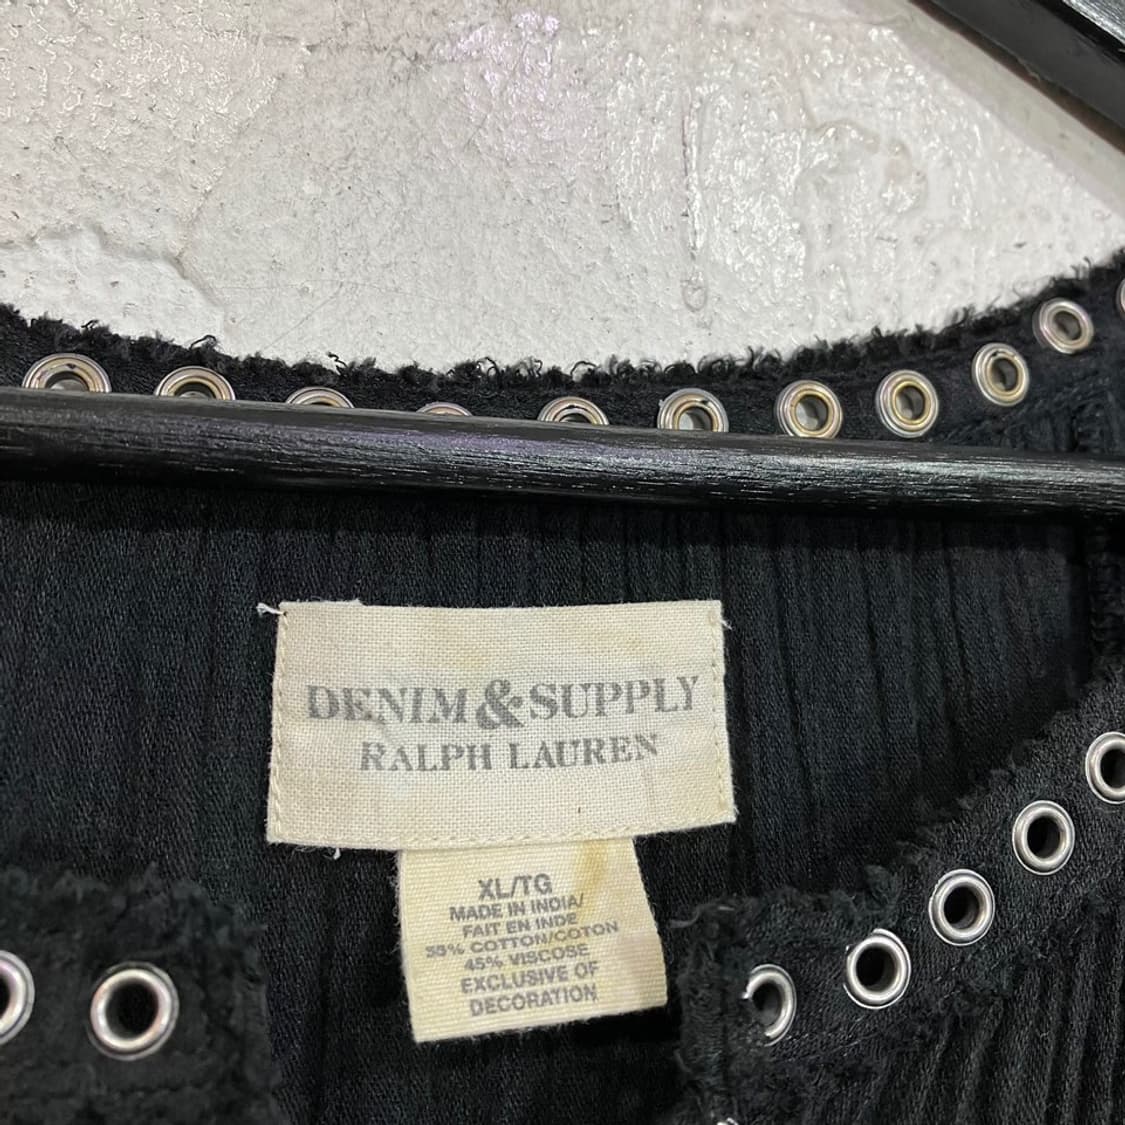 DENIM & SUPPLY
RALPH LAUREN
XL/TG
MADE IN INDIA/
FAIT EN INDE
55% COTTON/COTON
45% VISCOSE
EXCLUSIVE OF
DECORATION